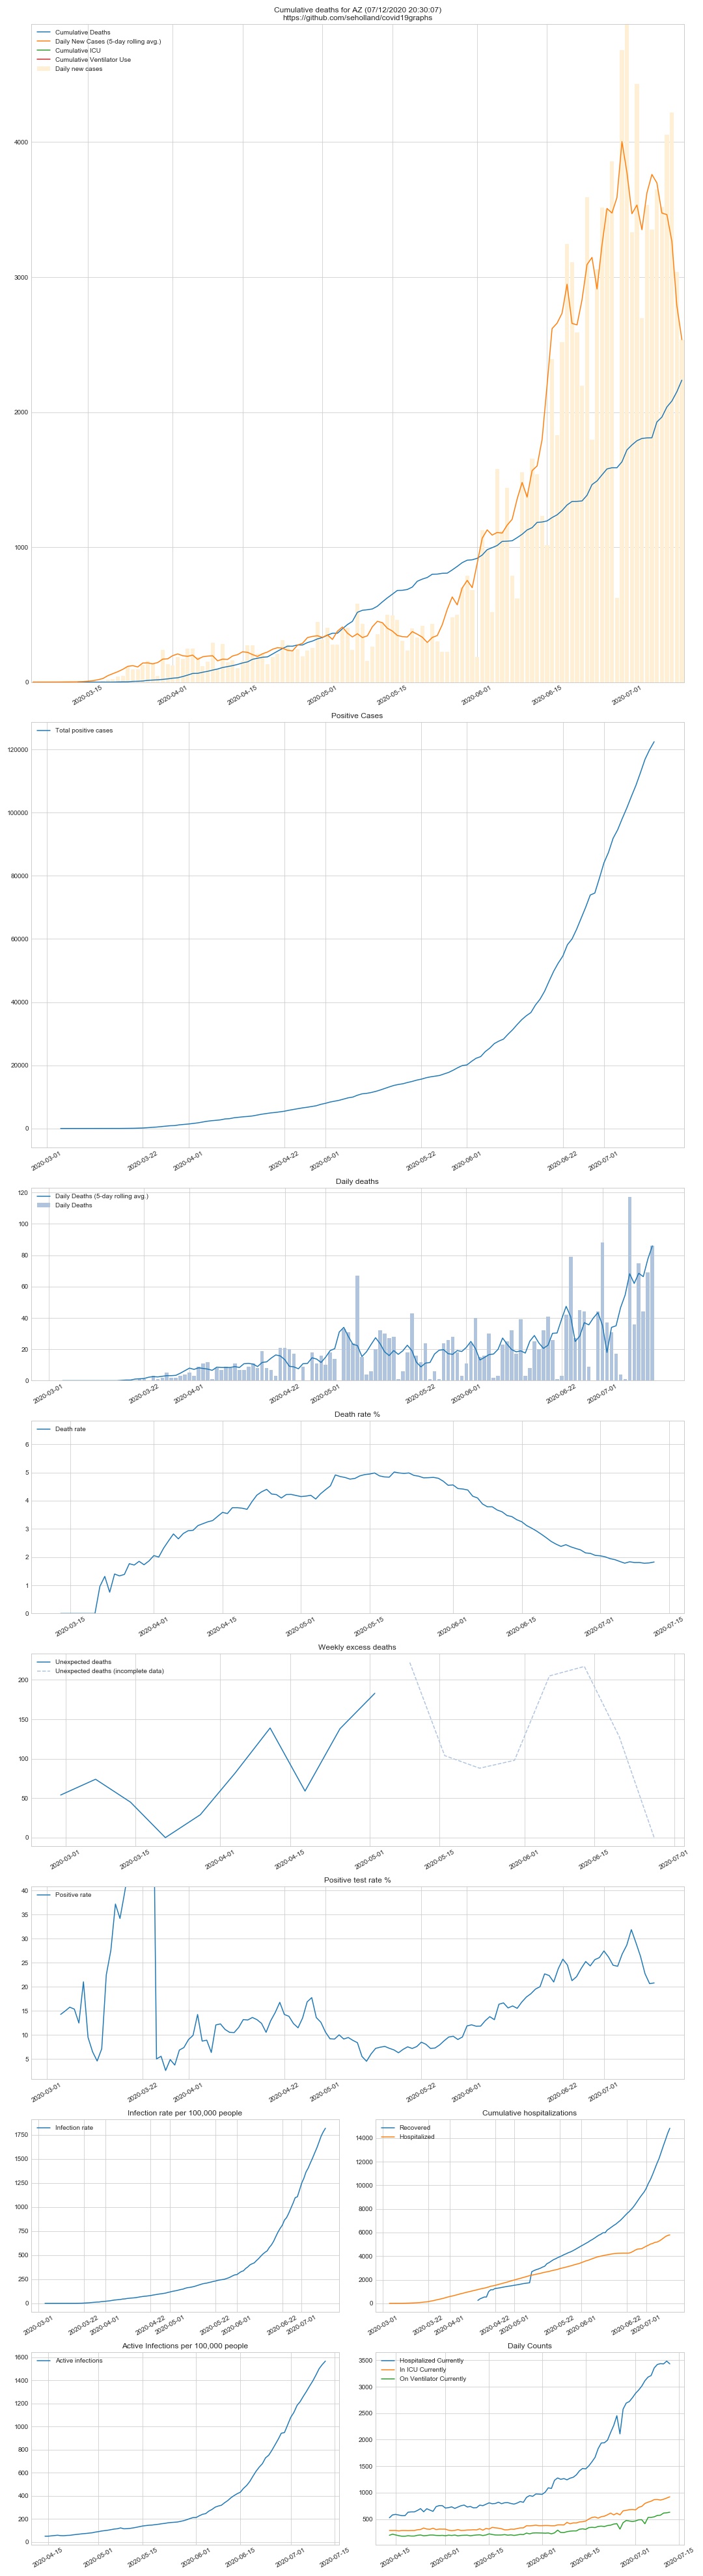 Cumulative deaths for AZ (07/12/2020 20:30:07)
https://github.com/seholland/covid19graphs
Cumulative Deaths
Daily New Cases (5-day rolling avg.)
Cumulative ICU
Cumulative Ventilator Use
Daily new cases
4000
3000
2000
1000
0
2020-03-15 2020-04-01 2020-04-15 2020-05-01 2020-05-15 2020-06-01 2020-06-15 2020-07-01
Positive Cases
Total positive cases
120000
100000
80000
60000
40000
20000
0
2020-03-01 2020-03-22 2020-04-01 2020-04-22 2020-05-01 2020-05-22 2020-06-01 2020-06-22 2020-07-01
Daily deaths
Daily Deaths (5-day rolling avg.)
Daily Deaths
120
100
80
60
40
20
0
2020-03-01 2020-03-22 2020-04-01 2020-04-22 2020-05-01 2020-05-22 2020-06-01 2020-06-22 2020-07-01
Death rate %
Death rate
6
5
4
3
2
1
0
2020-03-15 2020-04-01 2020-04-15 2020-05-01 2020-05-15 2020-06-01 2020-06-15 2020-07-01 2020-07-15
Weekly excess deaths
Unexpected deaths
Unexpected deaths (incomplete data)
200
150
100
50
0
2020-03-01 2020-03-15 2020-04-01 2020-04-15 2020-05-01 2020-05-15 2020-06-01 2020-06-15 2020-07-01
Positive test rate %
Positive rate
40
35
30
25
20
15
10
5
2020-03-01 2020-03-22 2020-04-01 2020-04-22 2020-05-01 2020-05-22 2020-06-01 2020-06-22 2020-07-01
Infection rate per 100,000 people
Infection rate
1750
1500
1250
1000
750
500
250
0
2020-03-01 2020-03-22 2020-04-01 2020-04-22 2020-05-01 2020-05-22 2020-06-01 2020-06-22 2020-07-01
Cumulative hospitalizations
Recovered
Hospitalized
14000
12000
10000
8000
6000
4000
2000
0
2020-03-01 2020-03-22 2020-04-01 2020-04-22 2020-05-01 2020-05-22 2020-06-01 2020-06-22 2020-07-01
Active Infections per 100,000 people
Active infections
1600
1400
1200
1000
800
600
400
200
0
2020-04-15 2020-05-01 2020-05-15 2020-06-01 2020-06-15 2020-07-01 2020-07-15
Daily Counts
Hospitalized Currently
In ICU Currently
On Ventilator Currently
3500
3000
2500
2000
1500
1000
500
2020-04-15 2020-05-01 2020-05-15 2020-06-01 2020-06-15 2020-07-01 2020-07-15